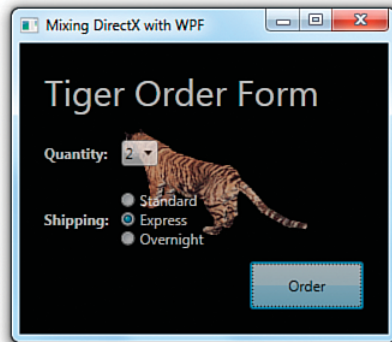 Mixing DirectX with WPF
Tiger Order Form
Quantity: 2
Standard
Shipping: Express
Overnight
Order